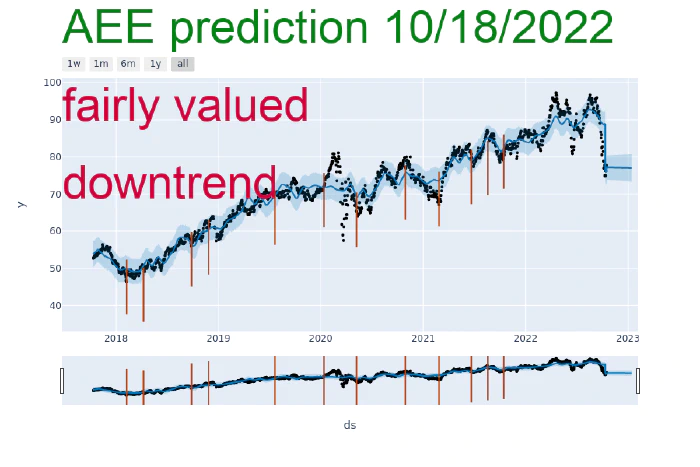 AEE prediction 10/18/2022
1w 1m 6m 1y all
fairly valued
downtrend
y
100
90
80
70
60
50
40
2018 2019 2020 2021 2022 2023
ds